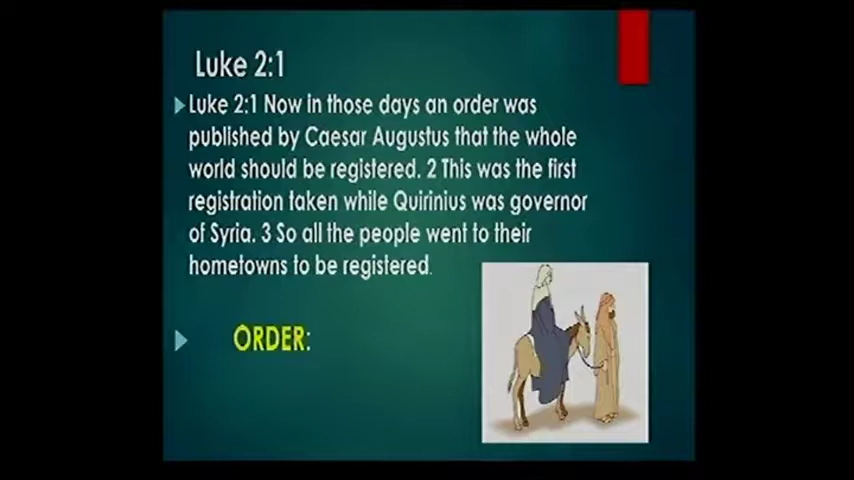 Luke 2:1
Luke 2:1 Now in those days an order was
published by Caesar Augustus that the whole
world should be registered. 2 This was the first
registration taken while Quirinius was governor
of Syria. 3 So all the people went to their
hometowns to be registered.
ORDER: